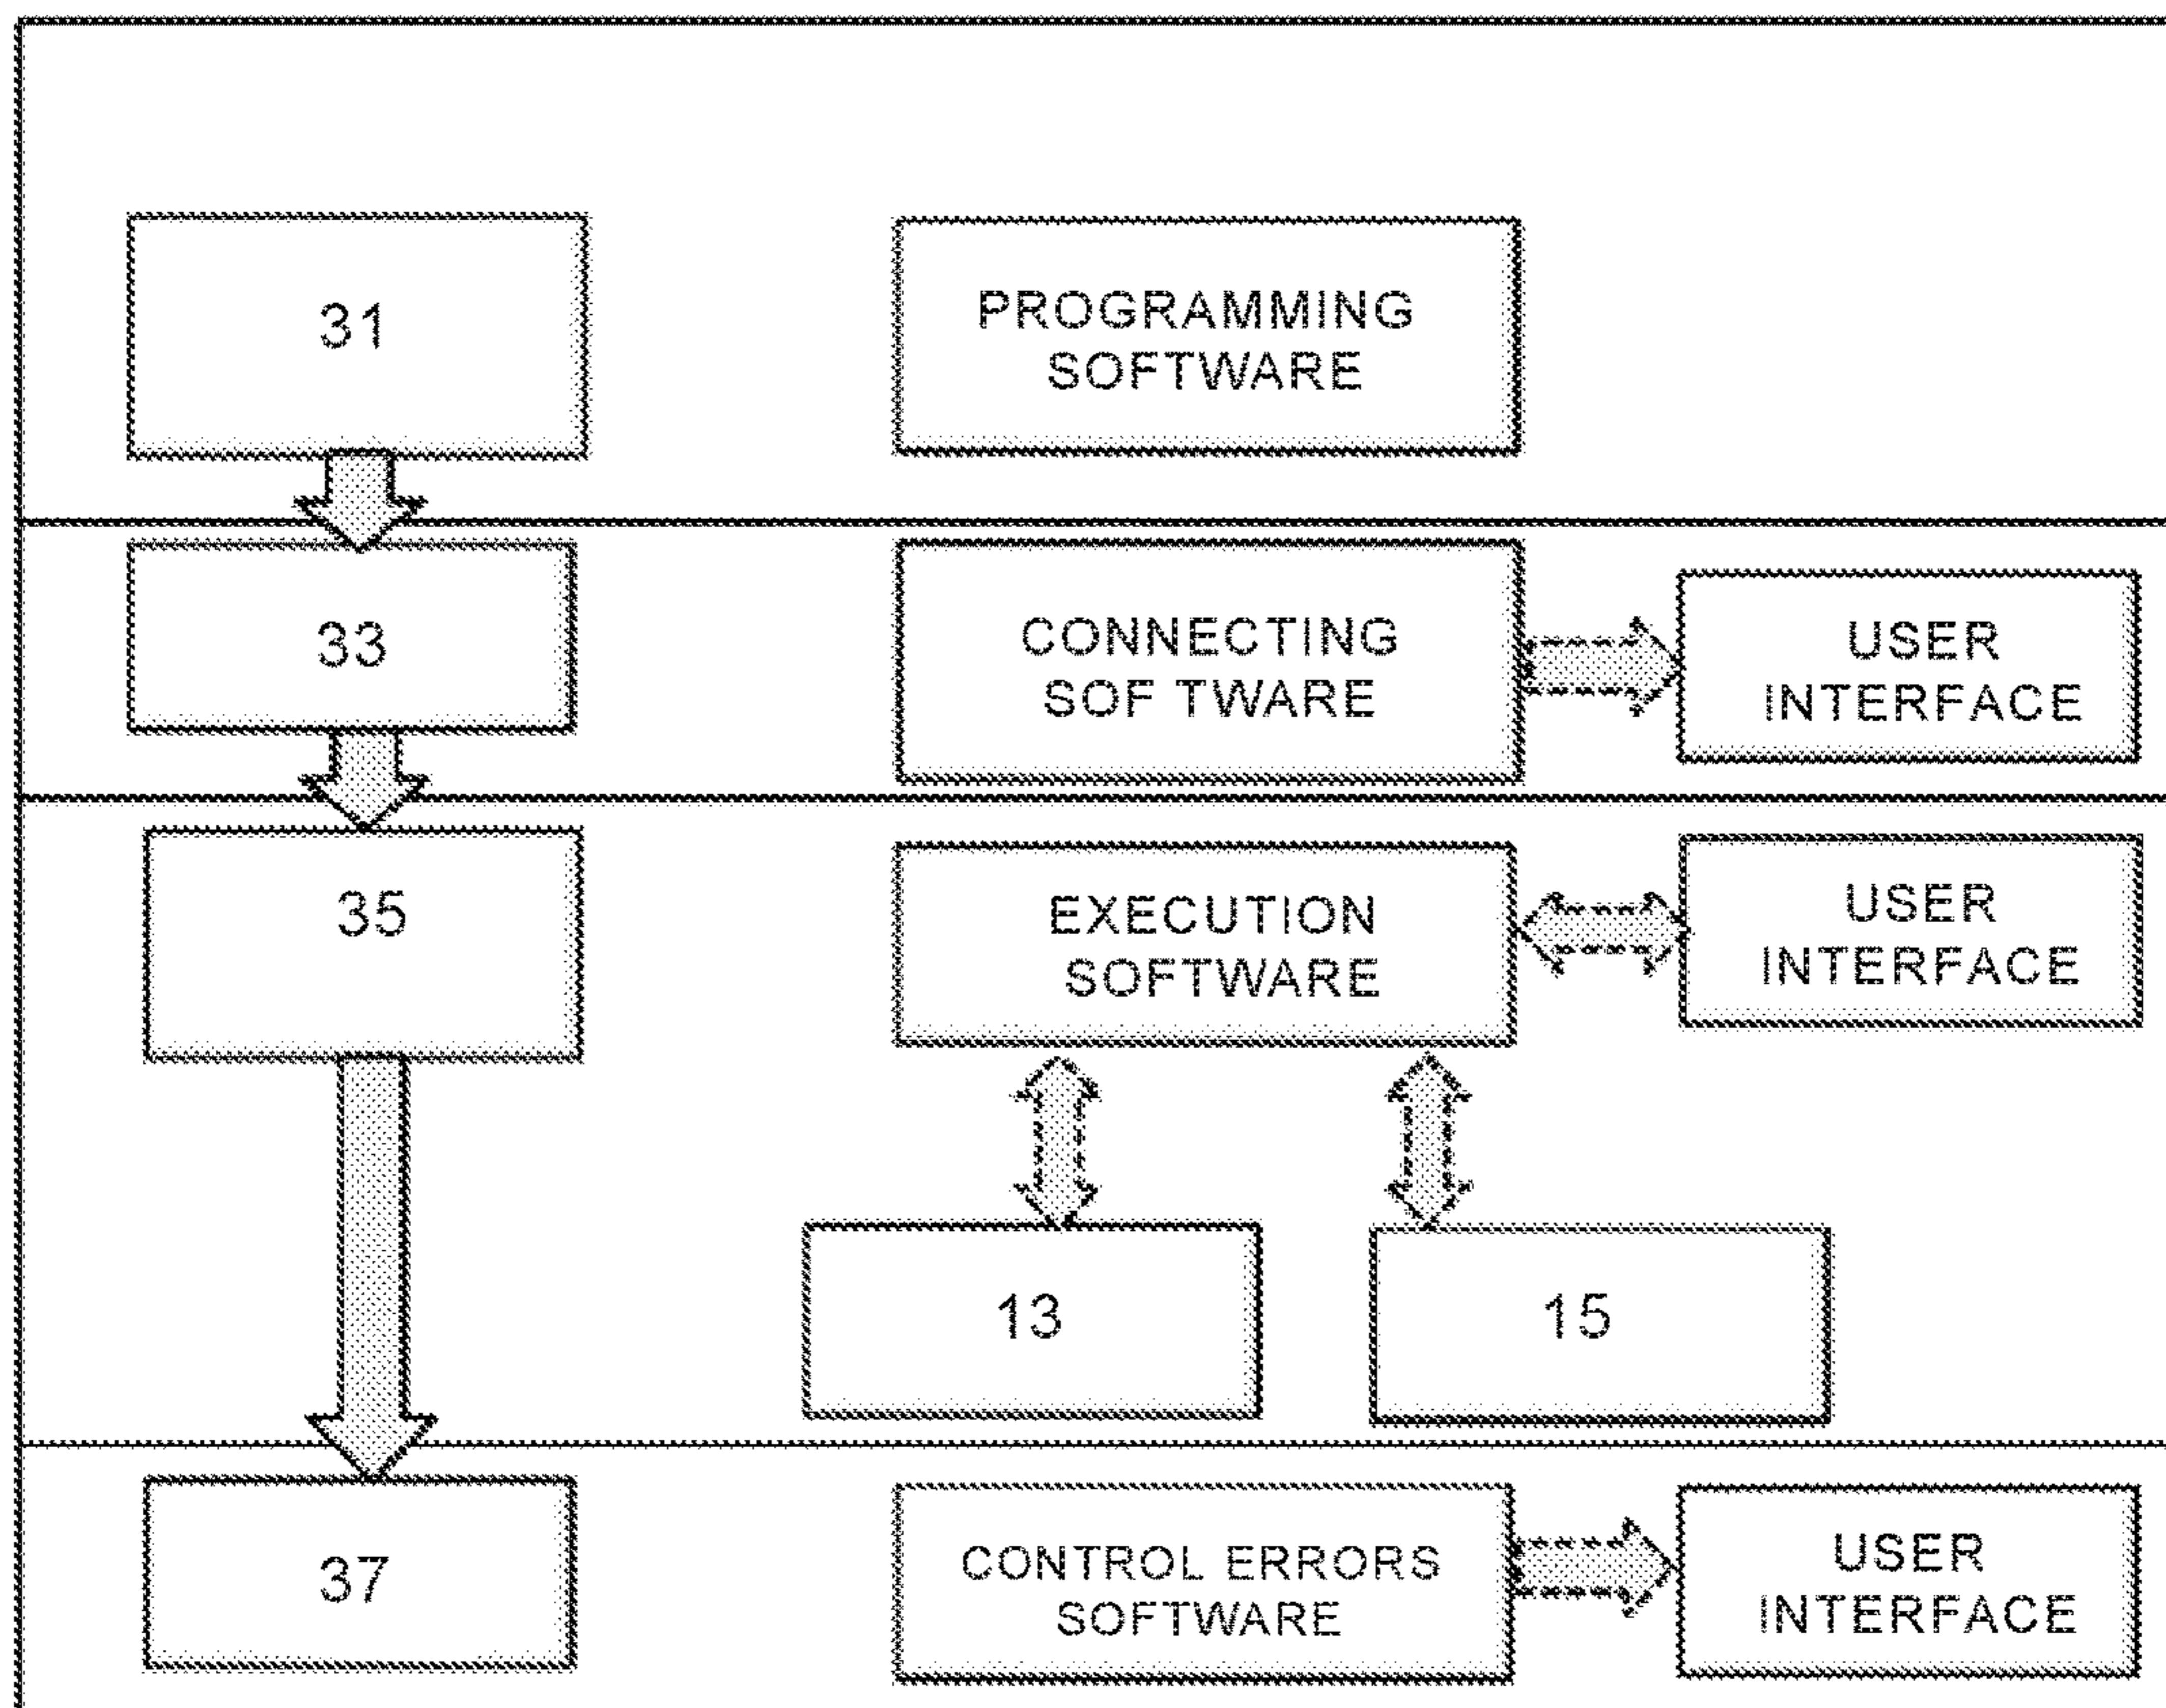 31
PROGRAMMING
SOFTWARE
33
CONNECTING
SOF TWARE
USER
INTERFACE
35
EXECUTION
SOFTWARE
USER
INTERFACE
13
15
37
CONTROL ERRORS
SOFTWARE
USER
INTERFACE